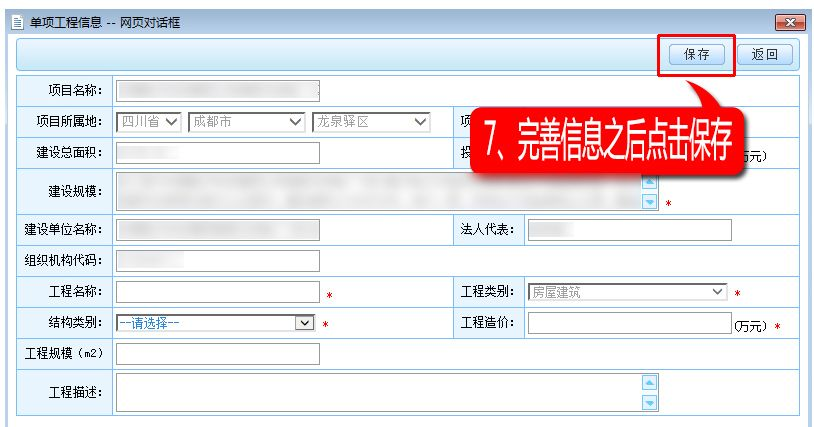 单项工程信息 -- 网页对话框
保存 返回
项目名称：
项目所属地： 四川省 成都市 龙泉驿区
7、完善信息之后点击保存
建设总面积： 万元）
建设规模： *
建设单位名称： 法人代表：
组织机构代码：
工程名称： * 工程类别： 房屋建筑 *
结构类别： --请选择-- * 工程造价： (万元） *
工程规模（m2）
工程描述：